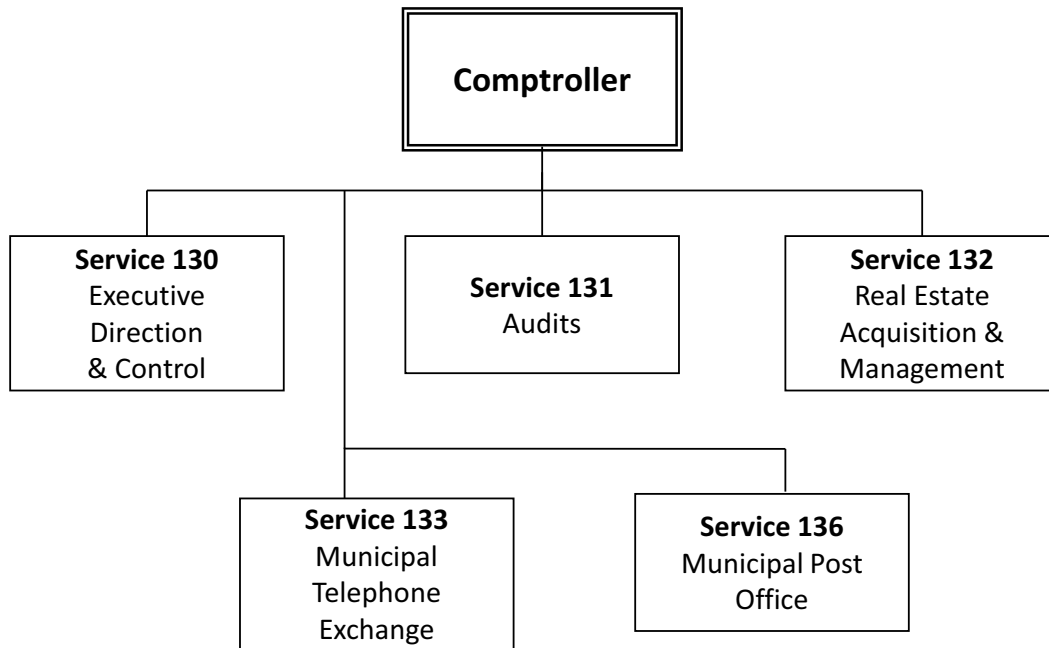 Comptroller
Service 130
Executive
Direction
& Control
Service 131
Audits
Service 132
Real Estate
Acquisition &
Management
Service 133
Municipal
Telephone
Exchange
Service 136
Municipal Post
Office